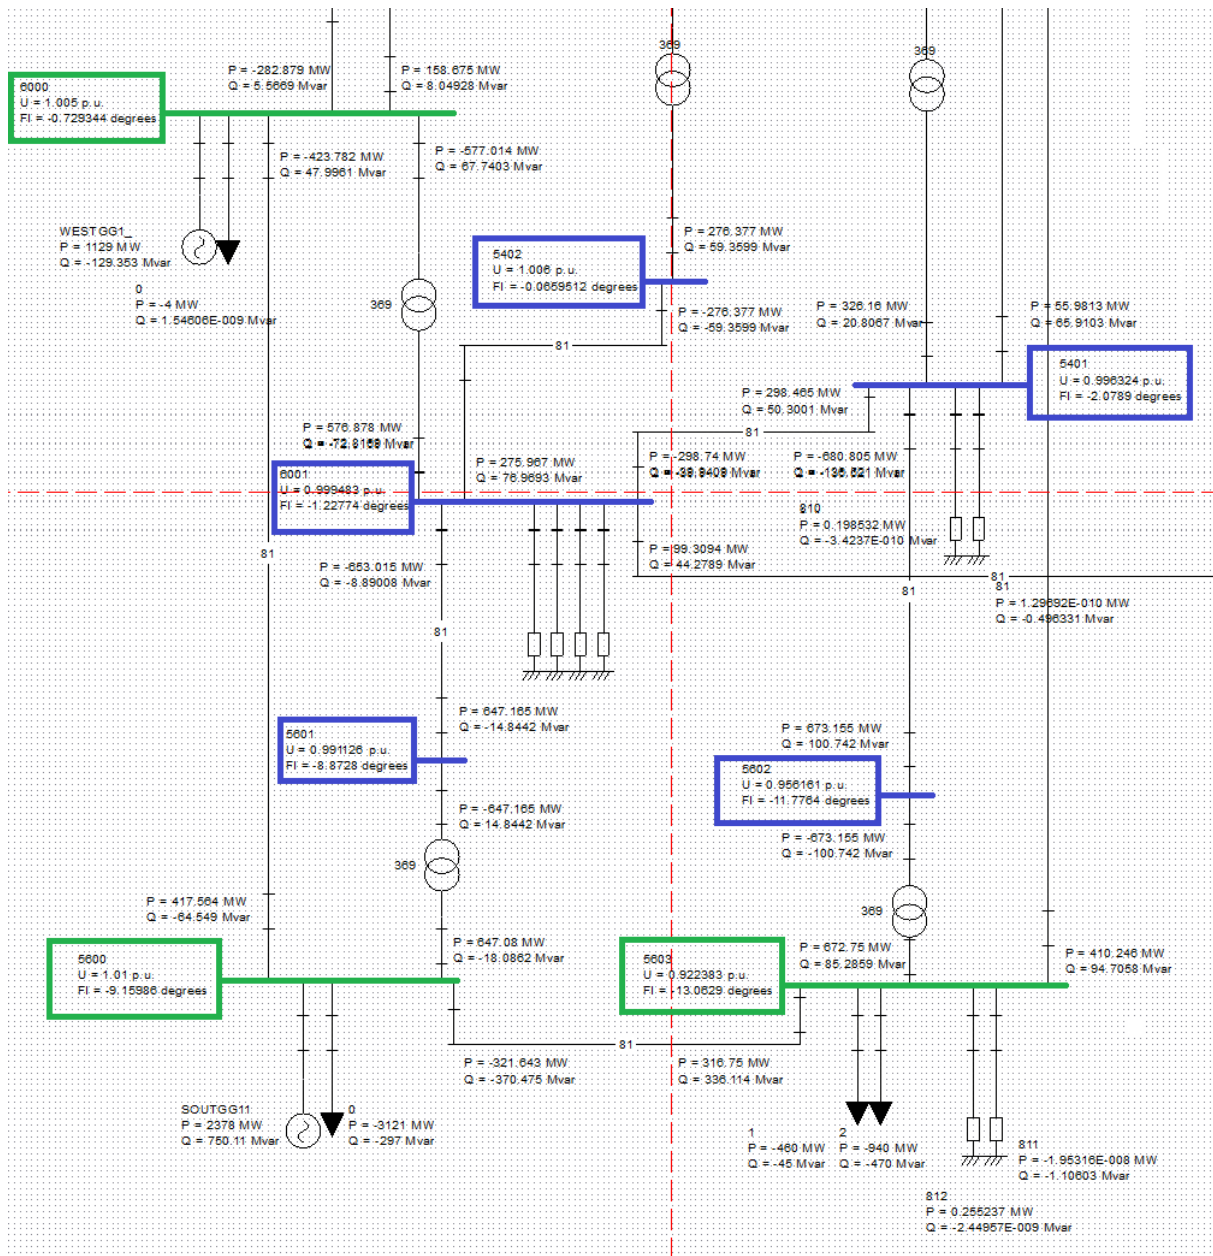 369
369
P = -282.879 MW
Q = 5.5669 Mvar
P = 158.675 MW
Q = 8.04928 Mvar
6000
U = 1.005 p.u.
FI = -0.729344 degrees
P = -423.782 MW
Q = 47.9961 Mvar
P = -577.014 MW
Q = 67.7403 Mvar
WESTGG1_
P = 1129 MW
Q = -129.353 Mvar
0
P = -4 MW
Q = 1.54606E-009 Mvar
369
5402
U = 1.006 p.u.
FI = -0.0659512 degrees
P = 276.377 MW
Q = 59.3599 Mvar
P = -276.377 MW
Q = -59.3599 Mvar
81
P = 326.16 MW
Q = 20.8067 Mvar
P = 55.9813 MW
Q = 65.9103 Mvar
5401
U = 0.996324 p.u.
FI = -2.0789 degrees
P = 298.465 MW
Q = 50.3001 Mvar
81
P = 576.878 MW
Q = -72.8169 Mvar
6001
U = 0.999483 p.u.
FI = -1.22774 degrees
P = 275.967 MW
Q = 76.9693 Mvar
P = -298.74 MW
Q = -39.9409 Mvar
P = -680.805 MW
Q = -136.621 Mvar
810
P = 0.198532 MW
Q = -3.4237E-010 Mvar
81
P = -653.015 MW
Q = -8.89008 Mvar
P = 99.3094 MW
Q = 44.2789 Mvar
81
81
81
P = 1.29692E-010 MW
Q = -0.496331 Mvar
81
P = 647.165 MW
Q = -14.8442 Mvar
5601
U = 0.991126 p.u.
FI = -8.8728 degrees
P = 673.155 MW
Q = 100.742 Mvar
5602
U = 0.956161 p.u.
FI = -11.7764 degrees
P = -647.165 MW
Q = 14.8442 Mvar
P = -673.155 MW
Q = -100.742 Mvar
369
369
P = 417.564 MW
Q = -64.549 Mvar
5600
U = 1.01 p.u.
FI = -9.15986 degrees
P = 647.08 MW
Q = -18.0862 Mvar
5603
U = 0.922383 p.u.
FI = -13.0629 degrees
P = 672.75 MW
Q = 85.2859 Mvar
P = 410.246 MW
Q = 94.7058 Mvar
81
P = -321.643 MW
Q = -370.475 Mvar
P = 316.75 MW
Q = 336.114 Mvar
SOUTGG11
P = 2378 MW
Q = 750.11 Mvar
0
P = -3121 MW
Q = -297 Mvar
1
P = -460 MW
Q = -45 Mvar
2
P = -940 MW
Q = -470 Mvar
811
P = -1.95316E-008 MW
Q = -1.10603 Mvar
812
P = 0.255237 MW
Q = -2.44957E-009 Mvar